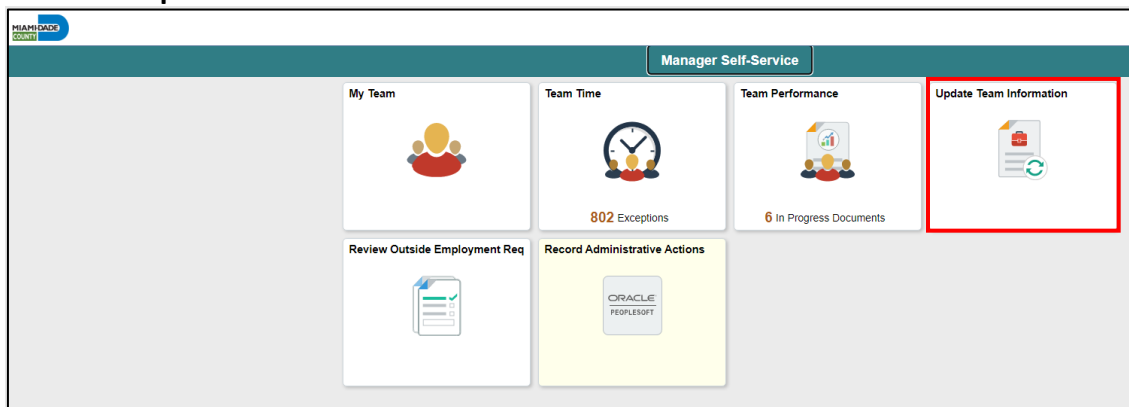 MIAMI-DADE
COUNTY
Manager Self-Service
My Team
Team Time
Team Performance
Update Team Information
802 Exceptions
6 In Progress Documents
Review Outside Employment Req
Record Administrative Actions
ORACLE
PEOPLESOFT